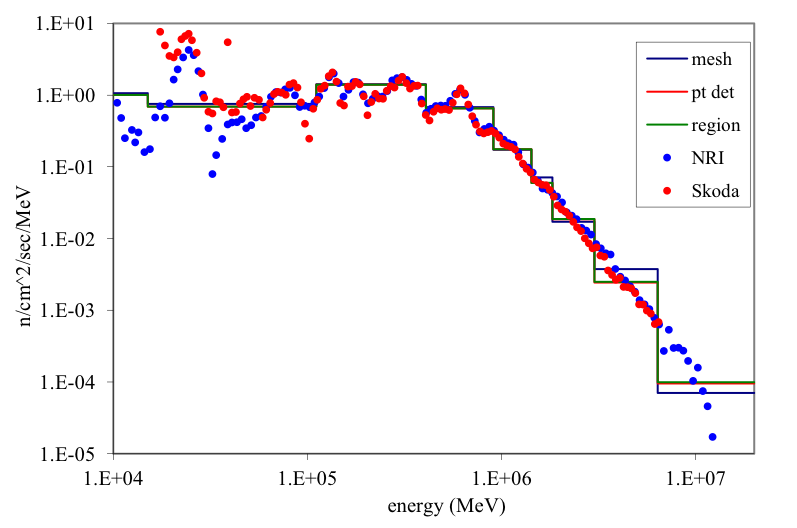 1.E+01
1.E+00
1.E-01
1.E-02
1.E-03
1.E-04
1.E-05
n/cm^2/sec/MeV
mesh
pt det
region
NRI
Skoda
1.E+04 1.E+05 1.E+06 1.E+07
energy (MeV)